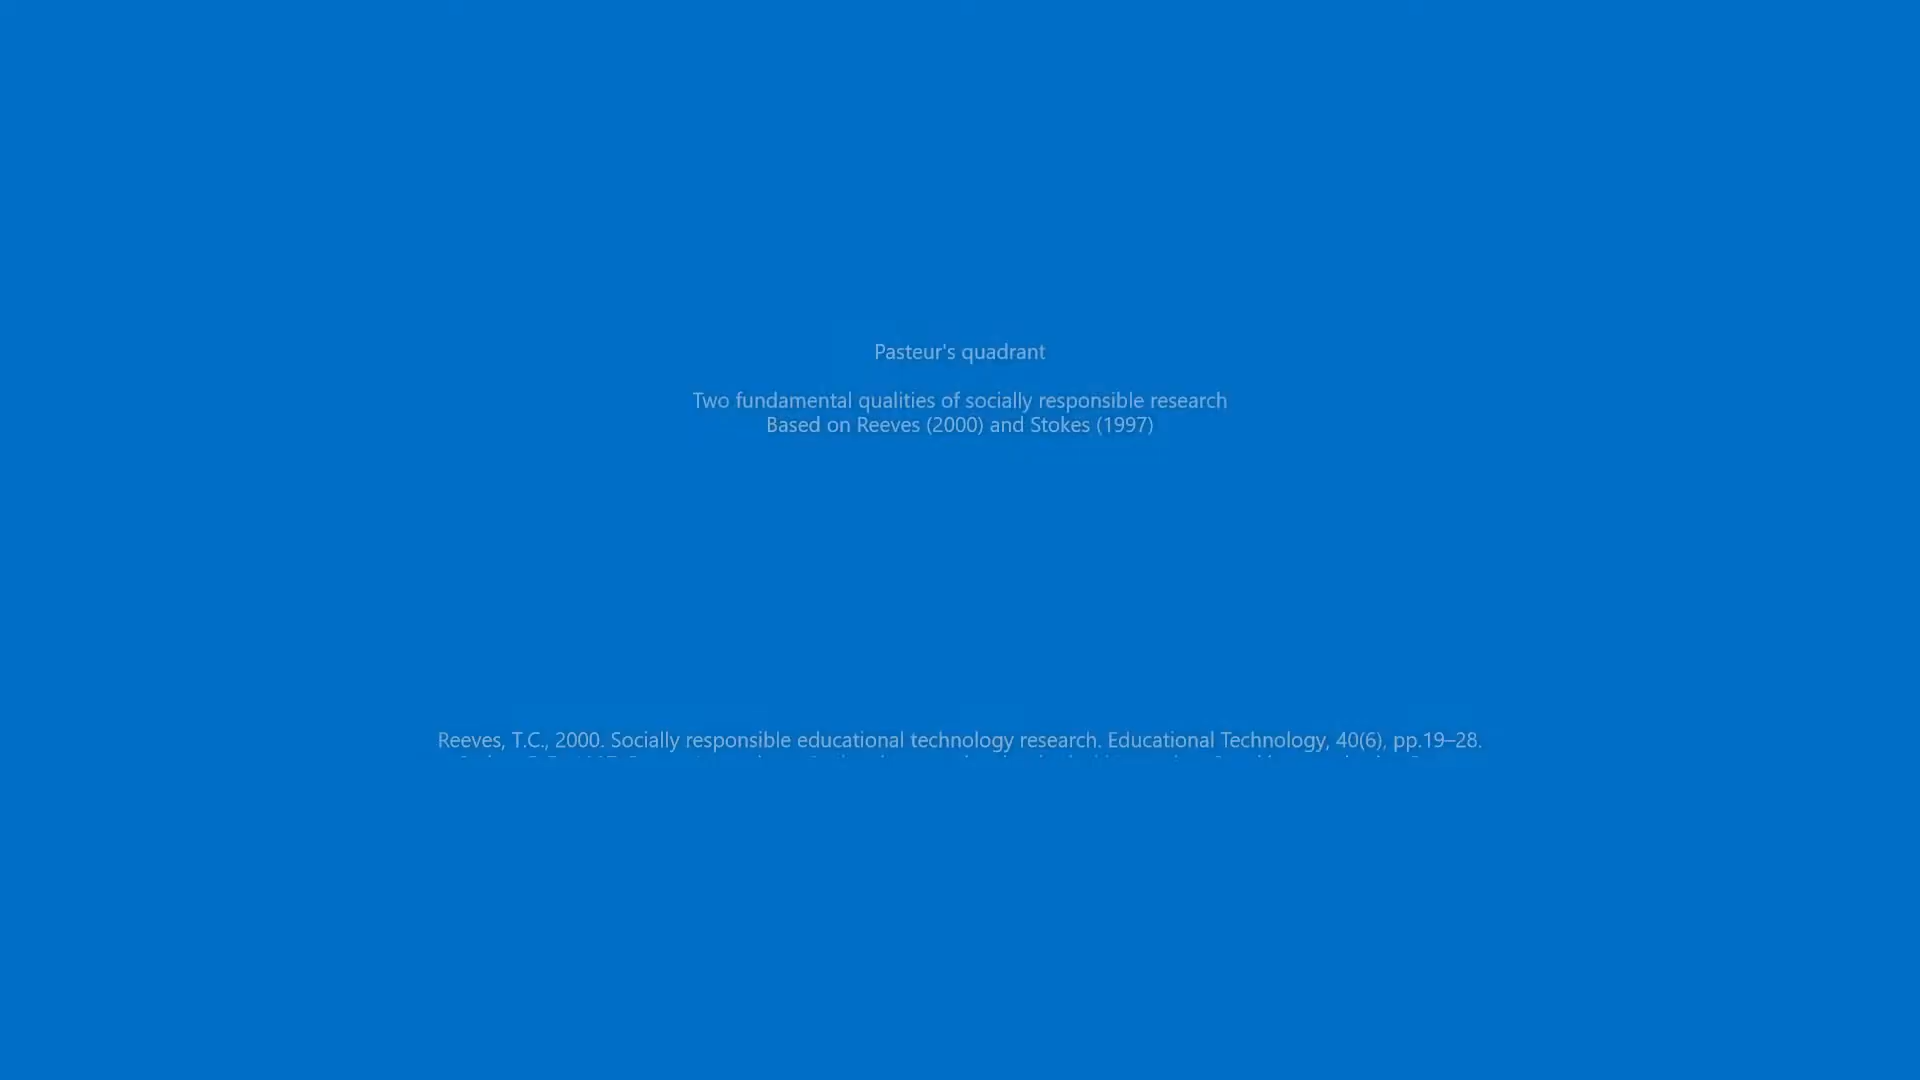 Pasteur's quadrant
Two fundamental qualities of socially responsible research
Based on Reeves (2000) and Stokes (1997)
Reeves, T.C., 2000. Socially responsible educational technology research. Educational Technology, 40(6), pp.19–28.